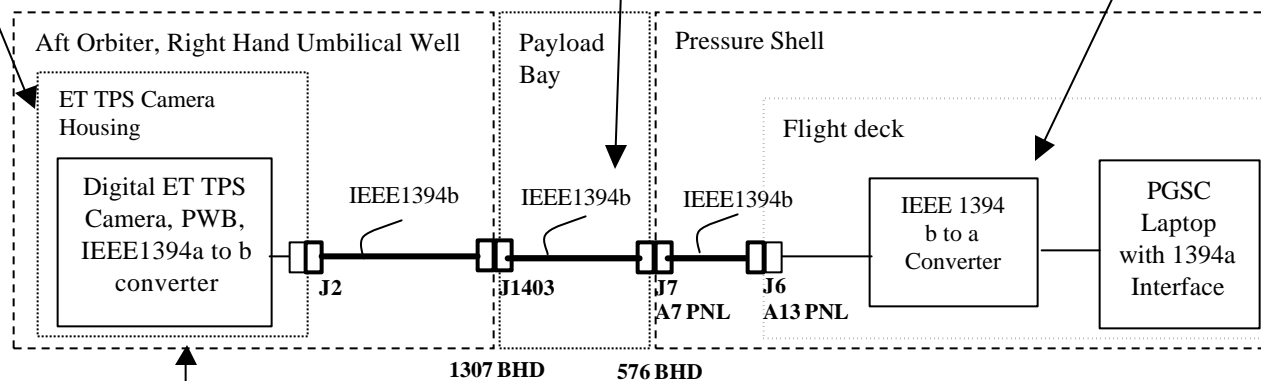 Aft Orbiter, Right Hand Umbilical Well
ET TPS Camera
Housing
Digital ET TPS
Camera, PWB,
IEEE1394a to b
converter
IEEE1394b
J2
Payload
Bay
IEEE1394b
J1403
Pressure Shell
IEEE1394b
J7
A7 PNL
Flight deck
J6
A13 PNL
IEEE 1394
b to a
Converter
PGSC
Laptop
with 1394a
Interface
1307 BHD
576 BHD